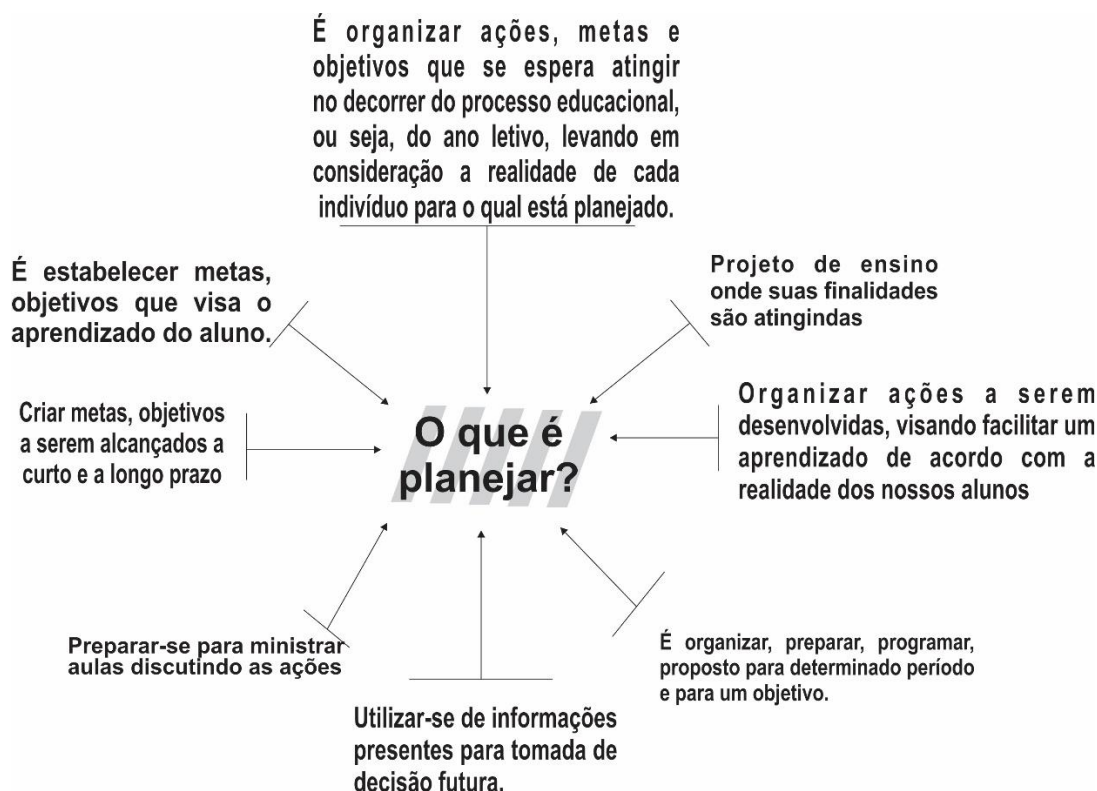 É organizar ações, metas e
objetivos que se espera atingir
no decorrer do processo educacional,
ou seja, do ano letivo, levando em
consideração a realidade de cada
indivíduo para o qual está planejado.
É estabelecer metas,
objetivos que visa o
aprendizado do aluno.
Projeto de ensino
onde suas finalidades
são atingindas
Criar metas, objetivos
a serem alcançados a
curto e a longo prazo
O que é
planejar?
Organizar ações a serem
desenvolvidas, visando facilitar um
aprendizado de acordo com a
realidade dos nossos alunos
Preparar-se para ministrar
aulas discutindo as ações
Utilizar-se de informações
presentes para tomada de
decisão futura.
É organizar, preparar, programar,
proposto para determinado período
e para um objetivo.